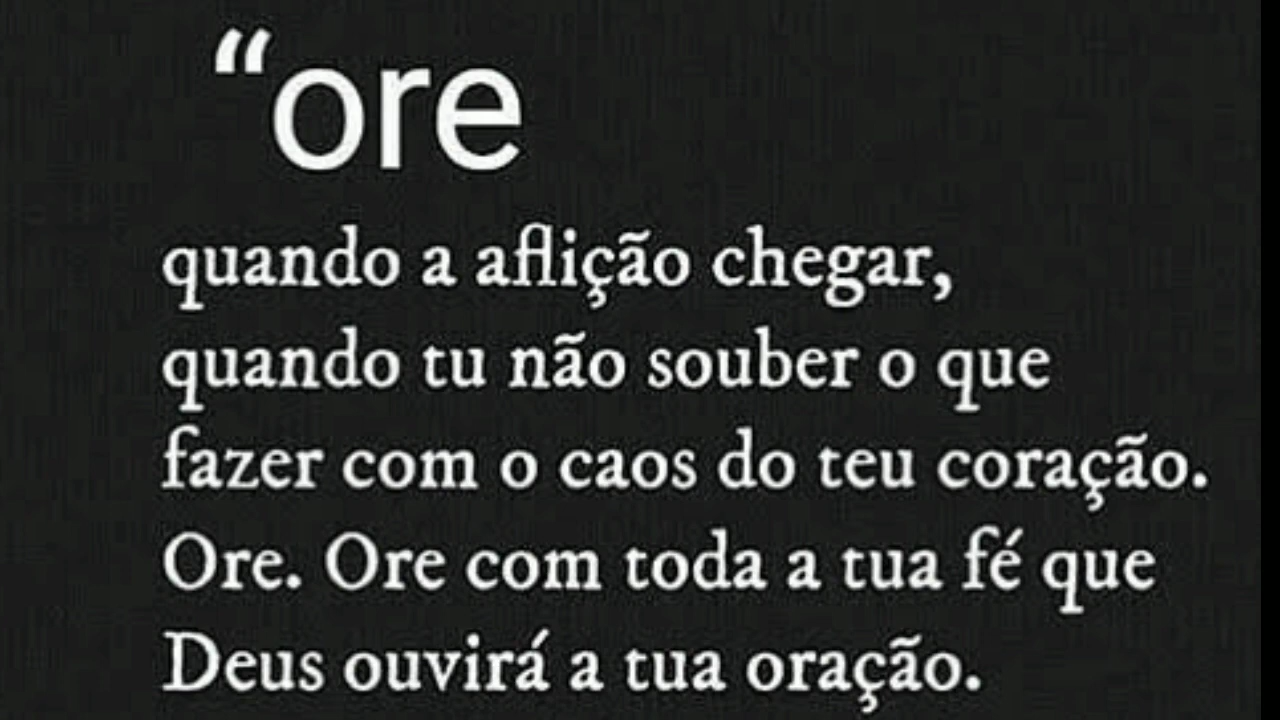 “ore
quando a aflição chegar,
quando tu não souber o que
fazer com o caos do teu coração.
Ore. Ore com toda a tua fé que
Deus ouvirá a tua oração.